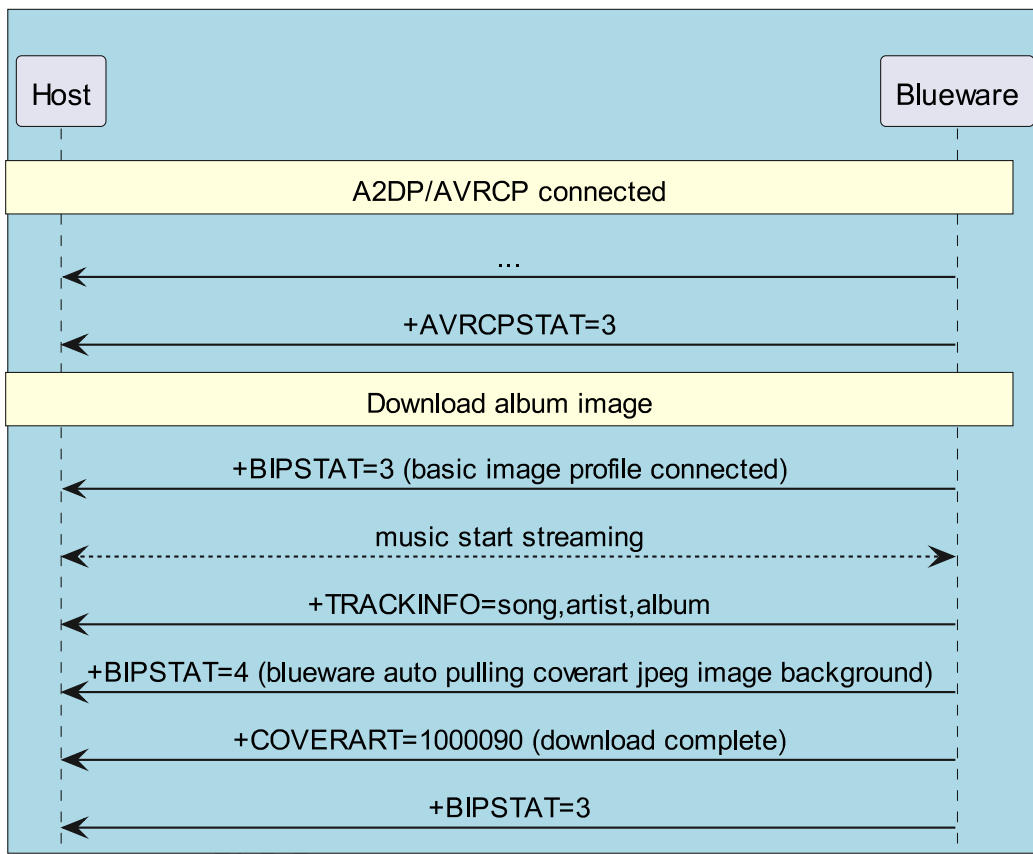 Host
Blueware
A2DP/AVRCP connected
...
+AVRCPSTAT=3
Download album image
+BIPSTAT=3 (basic image profile connected)
music start streaming
+TRACKINFO=song,artist,album
+BIPSTAT=4 (blueware auto pulling coverart jpeg image background)
+COVERART=1000090 (download complete)
+BIPSTAT=3